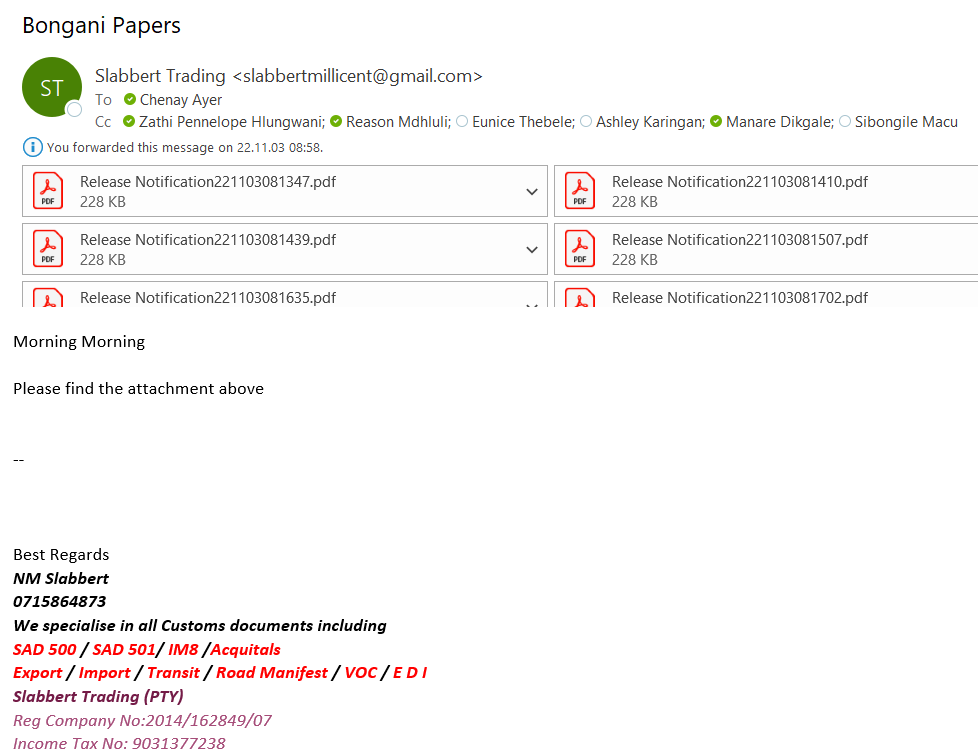 Bongani Papers
ST
Slabbert Trading <slabbertmillicent@gmail.com>
To Chenay Ayer
Cc Zathi Pennelope Hlungwani; Reason Mdhluli; Eunice Thebele; Ashley Karingan; Manare Dikgale; Sibongile Macu
You forwarded this message on 22.11.03 08:58.
PDF Release Notification221103081347.pdf
228 KB
PDF Release Notification221103081410.pdf
228 KB
PDF Release Notification221103081439.pdf
228 KB
PDF Release Notification221103081507.pdf
228 KB
Release Notification221103081635.pdf
Release Notification221103081702.pdf
Morning Morning
Please find the attachment above
--
Best Regards
NM Slabbert
0715864873
We specialise in all Customs documents including
SAD 500 / SAD 501/ IM8 /Acquitals
Export / Import / Transit / Road Manifest / VOC / E D I
Slabbert Trading (PTY)
Reg Company No:2014/162849/07
Income Tax No: 9031377238